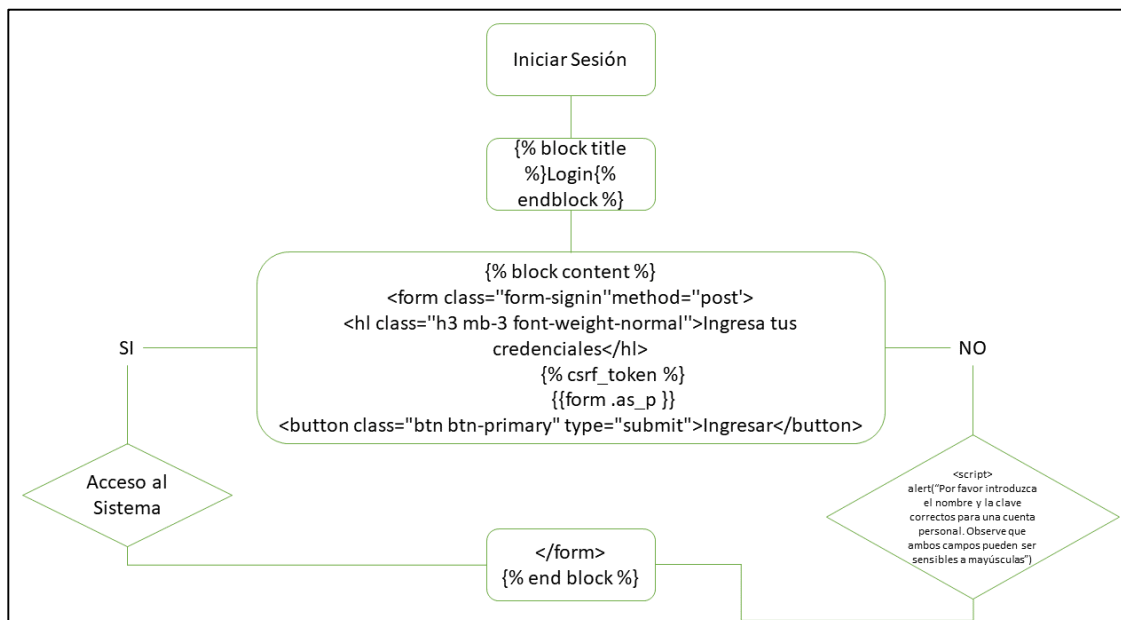 Iniciar Sesión
{% block title
%}Login{%
endblock %}
{% block content %}
<form class="form-signin"method="post'>
<hl class="h3 mb-3 font-weight-normal">Ingresa tus
credenciales</hl>
{% csrf_token %}
{{form .as_p }}
<button class="btn btn-primary" type="submit">Ingresar</button>
SI
NO
Acceso al
Sistema
<script>
alert(“Por favor introduzca
el nombre y la clave
correctos para una cuenta
personal. Observe que
ambos campos pueden ser
sensibles a mayúsculas”)
</form>
{% end block %}